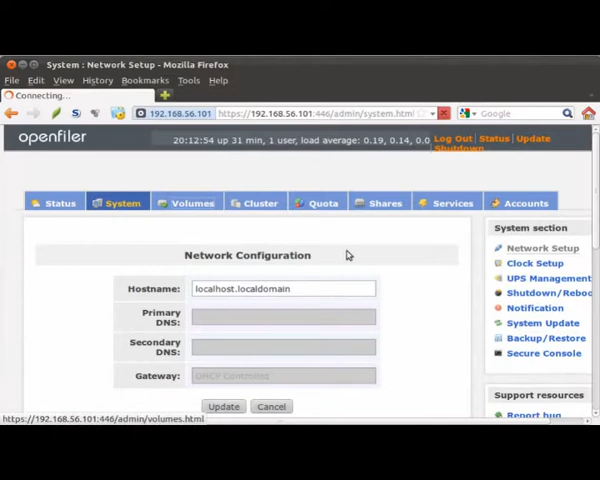 System : Network Setup - Mozilla Firefox
File Edit View History Bookmarks Tools Help
Connecting...
192.168.56.101 https://192.168.56.101:446/admin/system.html Google
openfiler 20:12:54 up 31 min, 1 user, load average: 0.19, 0.14, 0.0 Log Out Status Update
Shutdown
Status System Volumes Cluster Quota Shares Services Accounts
System section
Network Configuration
Network Setup
Clock Setup
UPS Management
Shutdown/Reboo
Notification
System Update
Backup/Restore
Secure Console
Hostname: localhost.localdomain
Primary
DNS:
Secondary
DNS:
Gateway: DHCP Controlled
Update Cancel
Support resources
Report bug
https://192.168.56.101:446/admin/volumes.html